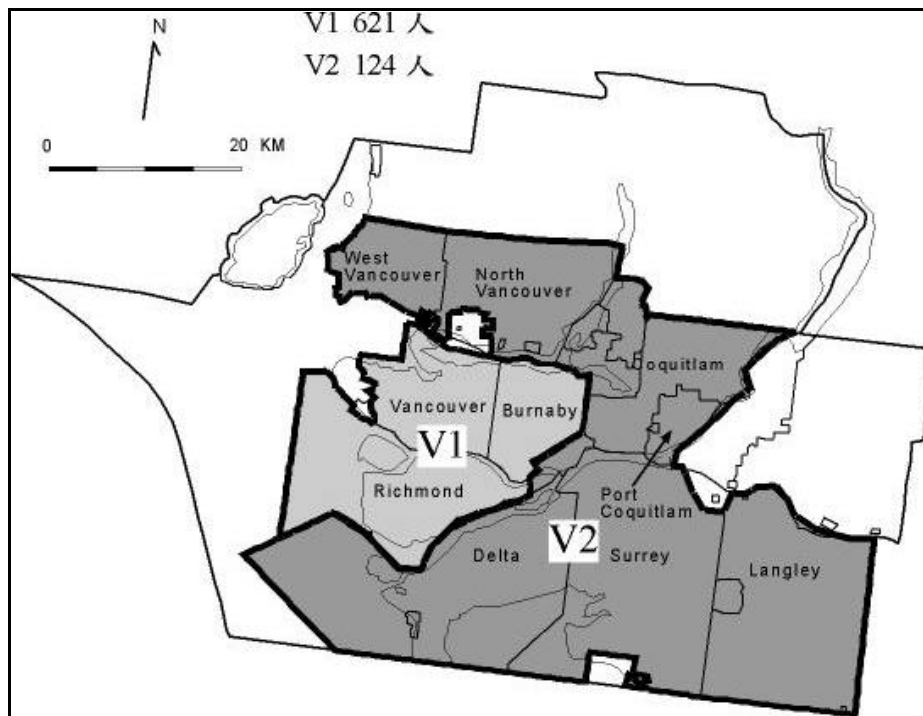 V1 621 人
V2 124 人
N
0 20 KM
West
Vancouver
North
Vancouver
Coquitlam
Vancouver
Burnaby
V1
Richmond
Port
Coquitlam
V2
Delta
Surrey
Langley